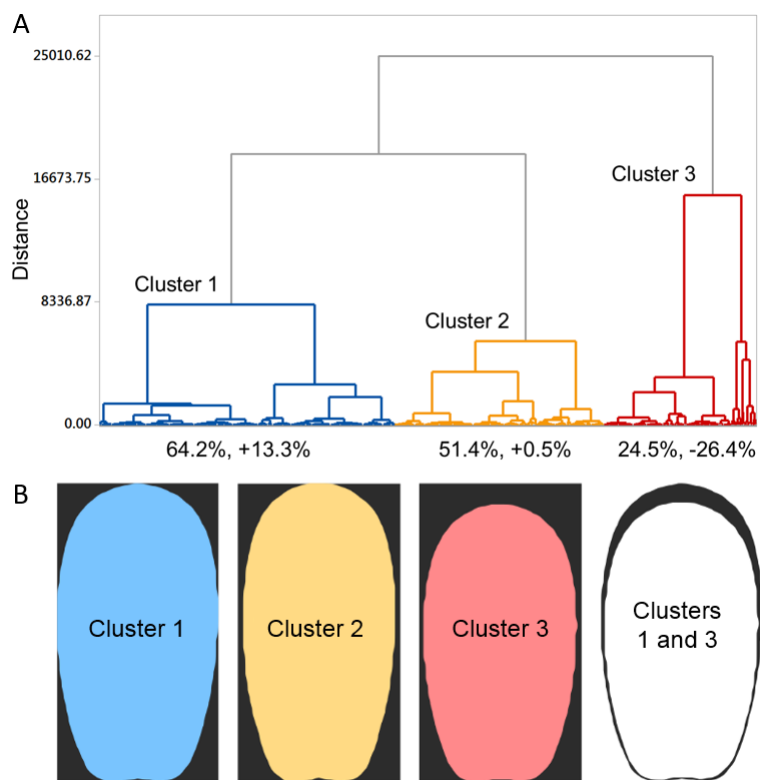 A
25010.62
Cluster 3
16673.75
Distance
Cluster 1
8336.87
Cluster 2
0.00
64.2%, +13.3%
51.4%, +0.5%
24.5%, -26.4%
B
Cluster 1
Cluster 2
Cluster 3
Clusters
1 and 3